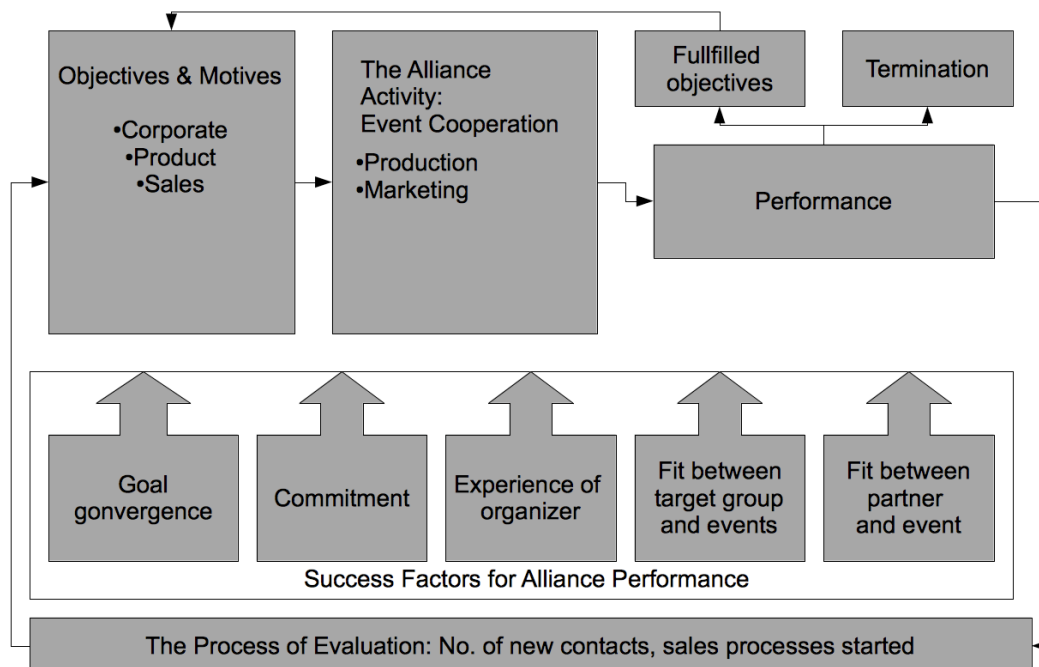 Objectives & Motives
•Corporate
•Product
•Sales
The Alliance
Activity:
Event Cooperation
•Production
•Marketing
Fullfilled
objectives
Termination
Performance
Goal
gonvergence
Commitment
Experience of
organizer
Fit between
target group
and events
Fit between
partner
and event
Success Factors for Alliance Performance
The Process of Evaluation: No. of new contacts, sales processes started